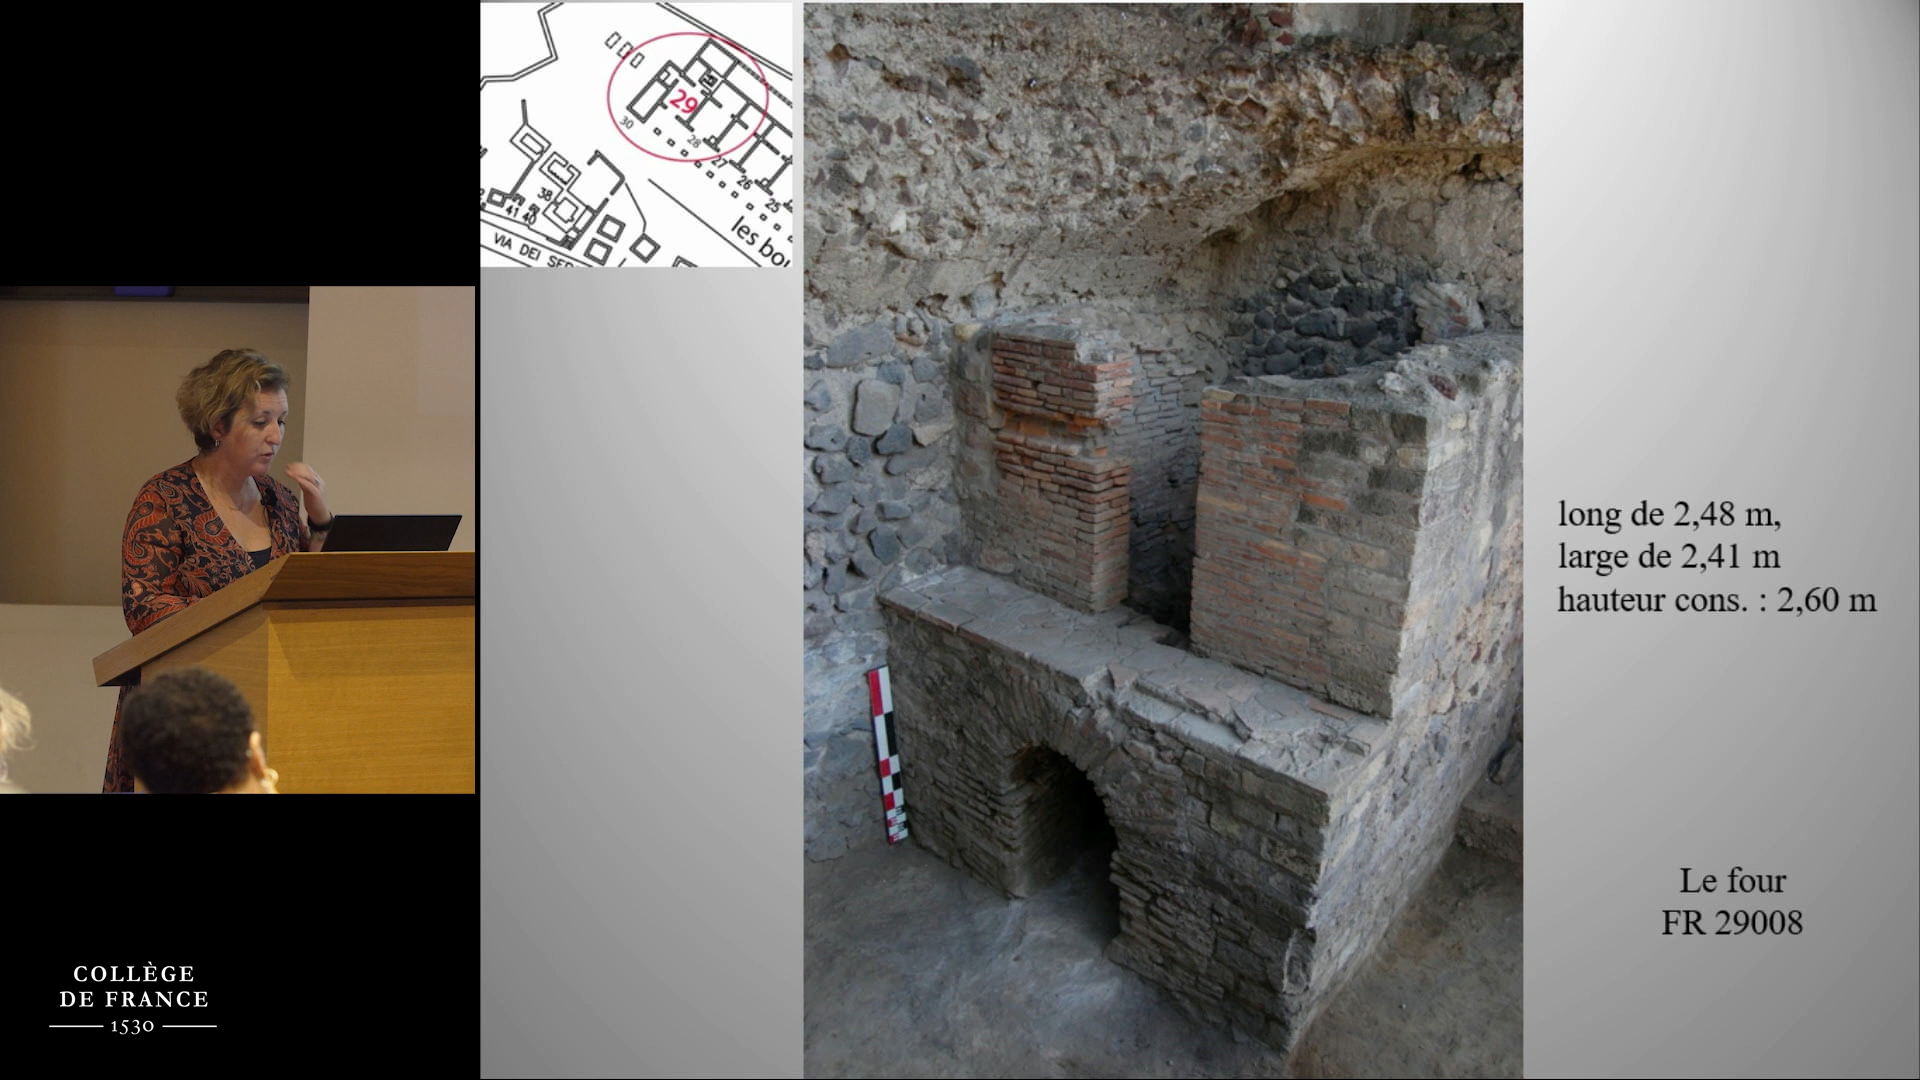 29
30
28
27
26
25
38
41 40
VIA DEI SEP
les bou
long de 2,48 m,
large de 2,41 m
hauteur cons. : 2,60 m
Le four
FR 29008
COLLÈGE
DE FRANCE
1530